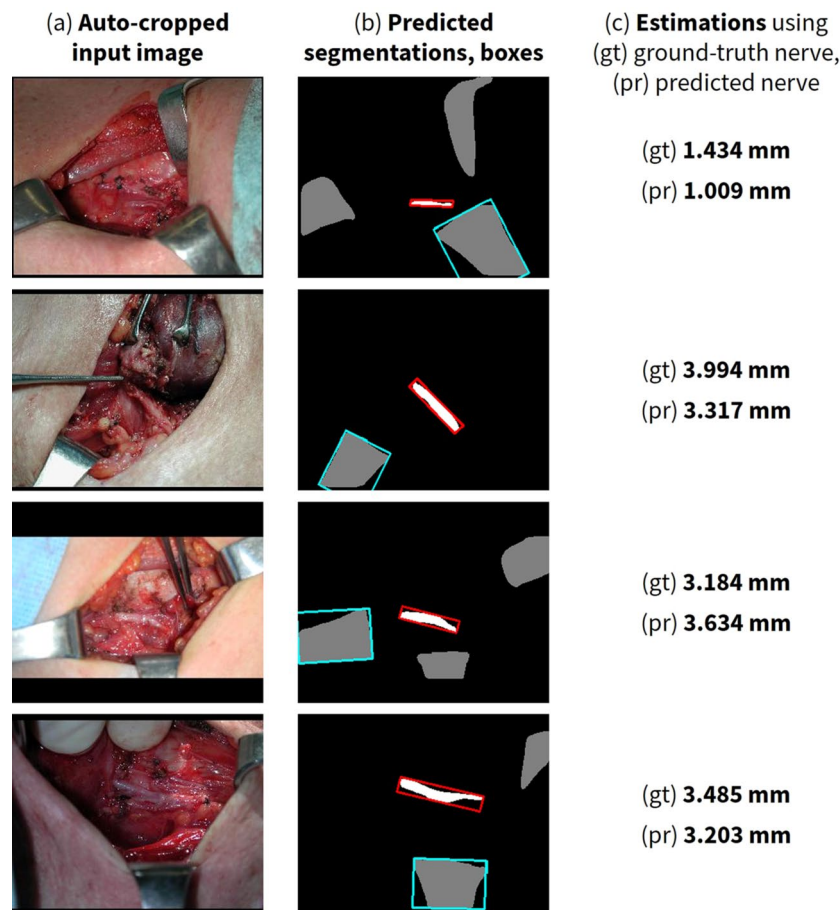 (a) Auto-cropped
input image
(b) Predicted
segmentations, boxes
(c) Estimations using
(gt) ground-truth nerve,
(pr) predicted nerve
(gt) 1.434 mm
(pr) 1.009 mm
(gt) 3.994 mm
(pr) 3.317 mm
(gt) 3.184 mm
(pr) 3.634 mm
(gt) 3.485 mm
(pr) 3.203 mm